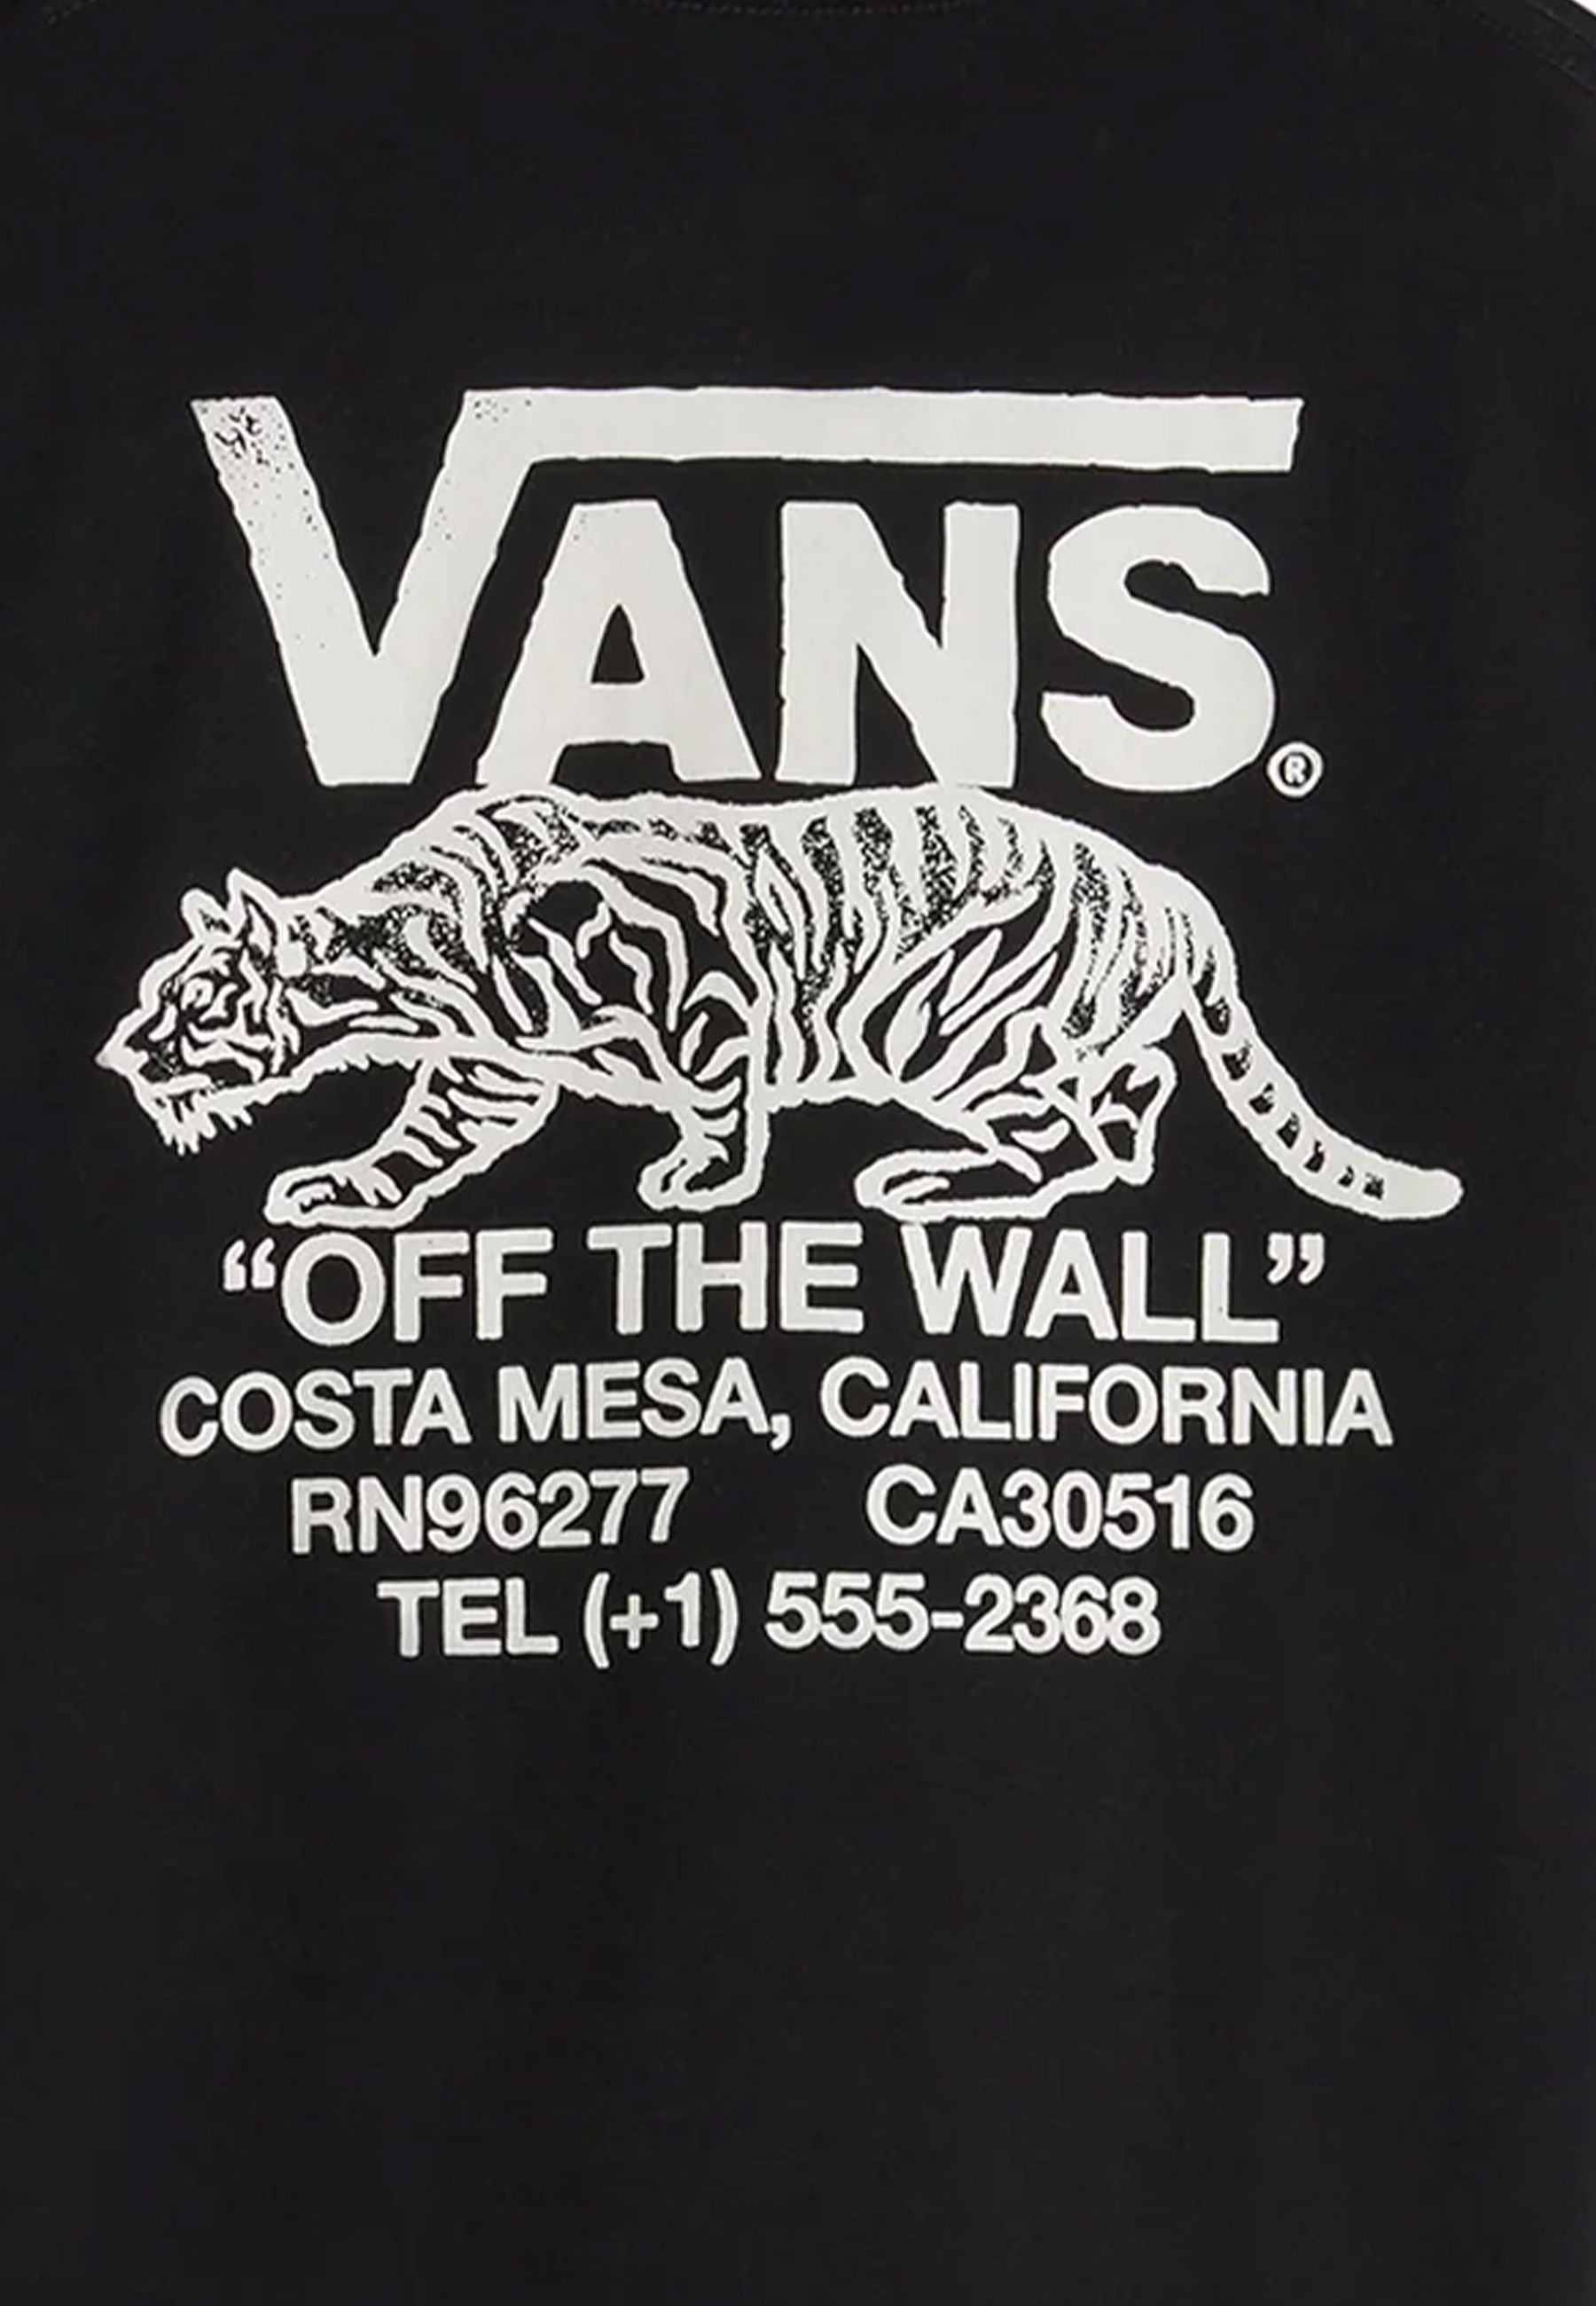 VANS®
“OFF THE WALL”
COSTA MESA, CALIFORNIA
RN96277 CA30516
TEL (+1) 555-2368